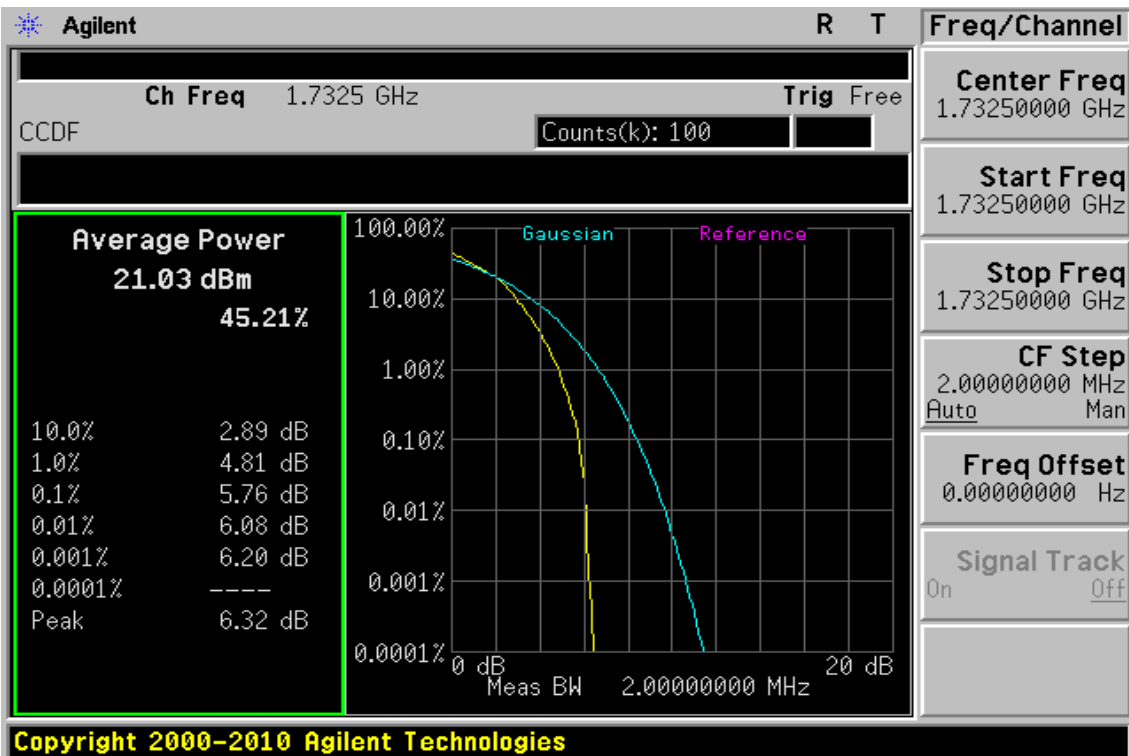 Agilent R T Freq/Channel
Ch Freq 1.7325 GHz Trig Free
CCDF Counts(k): 100
Average Power
21.03 dBm
45.21%
10.0% 2.89 dB
1.0% 4.81 dB
0.1% 5.76 dB
0.01% 6.08 dB
0.001% 6.20 dB
0.0001% ----
Peak 6.32 dB
Gaussian Reference
100.00%
10.00%
1.00%
0.10%
0.01%
0.001%
0.0001%
0 dB 20 dB
Meas BW 2.00000000 MHz
Center Freq
1.73250000 GHz
Start Freq
1.73250000 GHz
Stop Freq
1.73250000 GHz
CF Step
2.00000000 MHz
Auto Man
Freq Offset
0.00000000 Hz
Signal Track
On Off
Copyright 2000-2010 Agilent Technologies